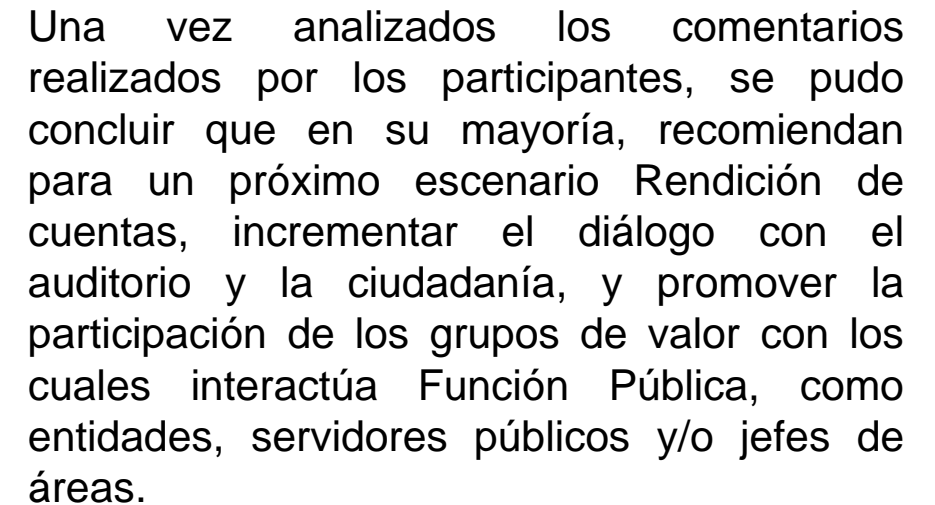 Una vez analizados los comentarios
realizados por los participantes, se pudo
concluir que en su mayoría, recomiendan
para un próximo escenario Rendición de
cuentas, incrementar el diálogo con el
auditorio y la ciudadanía, y promover la
participación de los grupos de valor con los
cuales interactúa Función Pública, como
entidades, servidores públicos y/o jefes de
áreas.